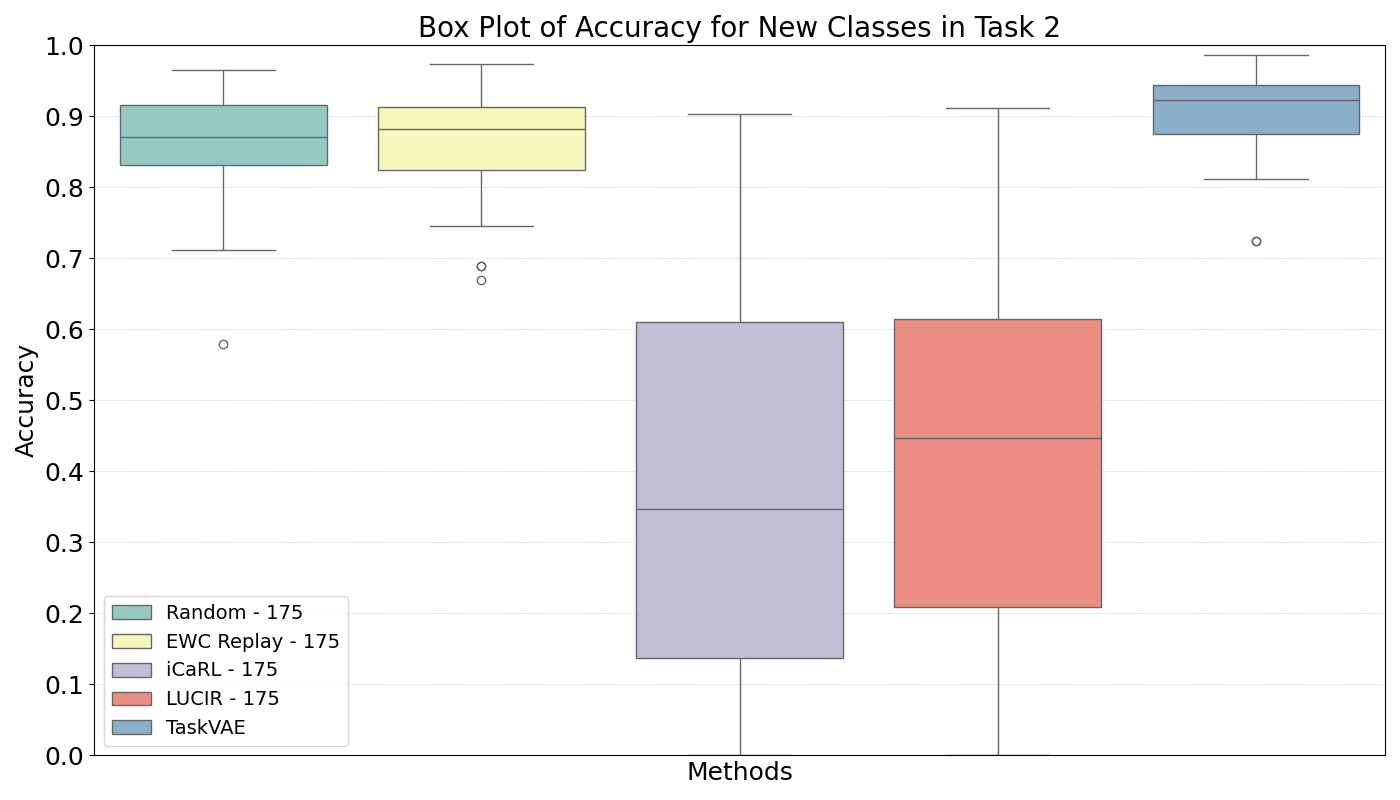 Box Plot of Accuracy for New Classes in Task 2
1.0
0.9
0.8
0.7
0.6
0.5
0.4
0.3
0.2
0.1
0.0
Accuracy
Random - 175
EWC Replay - 175
iCaRL - 175
LUCIR - 175
TaskVAE
Methods